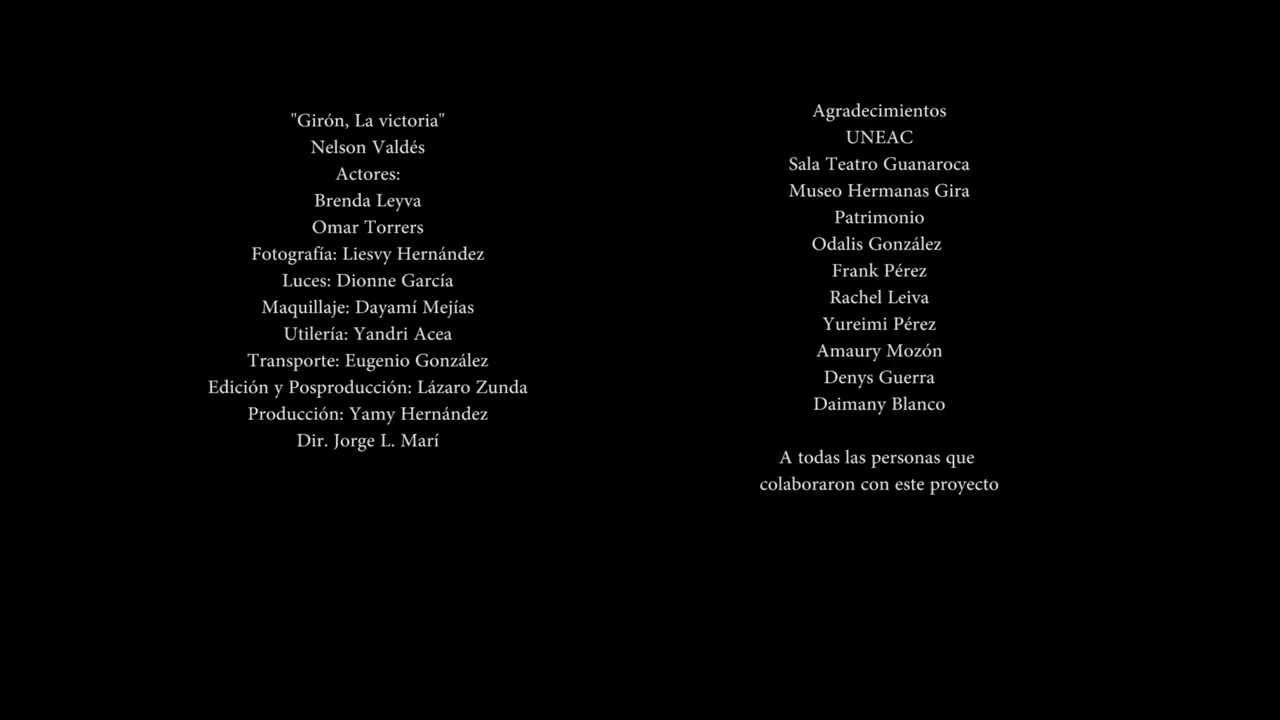 "Girón, La victoria"
Nelson Valdés
Actores:
Brenda Leyva
Omar Torrers
Fotografía: Liesvy Hernández
Luces: Dionne García
Maquillaje: Dayamí Mejías
Utilería: Yandri Acea
Transporte: Eugenio González
Edición y Posproducción: Lázaro Zunda
Producción: Yamy Hernández
Dir. Jorge L. Marí
Agradecimientos
UNEAC
Sala Teatro Guanaroca
Museo Hermanas Gira
Patrimonio
Odalis González
Frank Pérez
Rachel Leiva
Yureimi Pérez
Amaury Mozón
Denys Guerra
Daimany Blanco
A todas las personas que
colaboraron con este proyecto